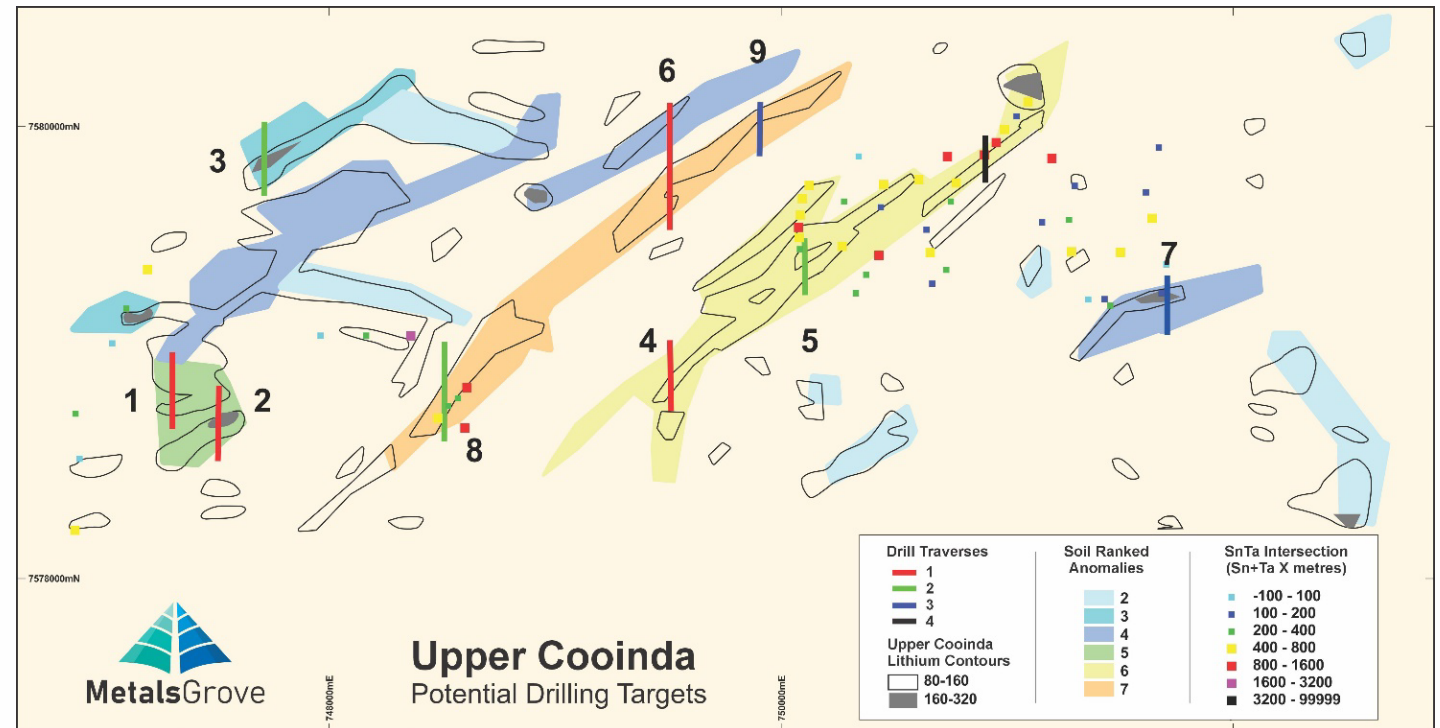 6
9
7580000mN
3
7
4
5
1
2
8
Drill Traverses
1
2
3
4
Upper Cooinda
Lithium Contours
80-160
160-320
Soil Ranked
Anomalies
2
3
4
5
6
7
SnTa Intersection
(Sn+Ta X metres)
-100 - 100
100 - 200
200 - 400
400 - 800
800 - 1600
1600 - 3200
3200 - 99999
7578000mN
MetalsGrove
Upper Cooinda
Potential Drilling Targets
748000mE
750000mE